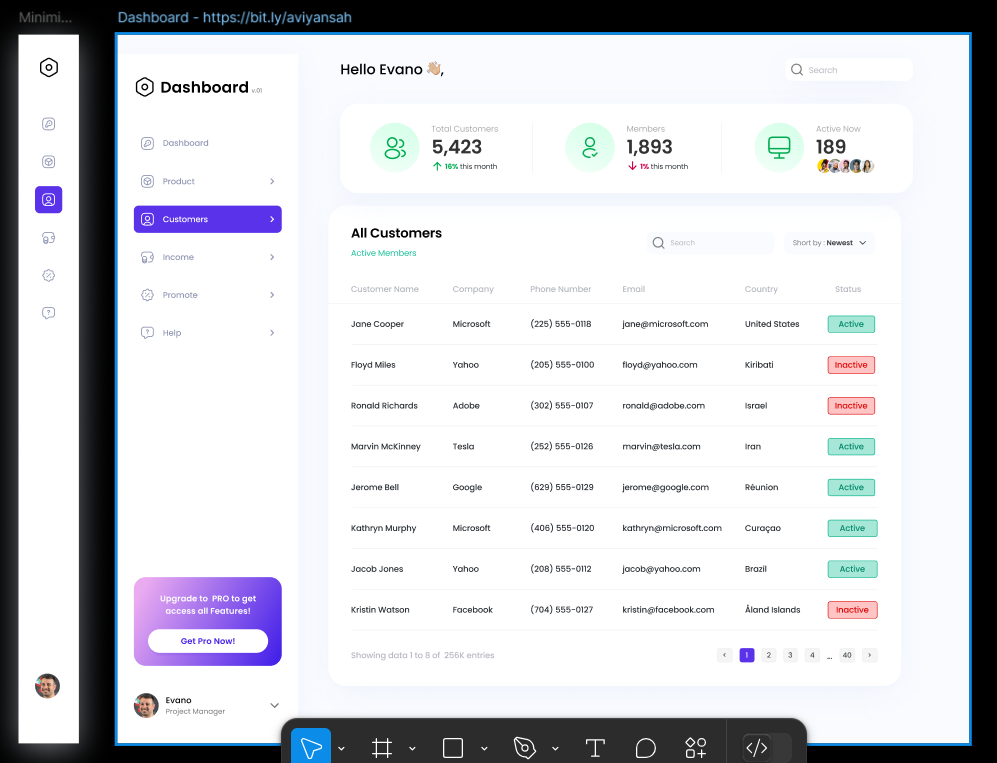 Minimi...
Dashboard - https://bit.ly/aviyansah
Dashboard v.01
Dashboard
Product
Customers
Income
Promote
Help
Upgrade to PRO to get
access all Features!
Get Pro Now!
Evano
Project Manager
Hello Evano 👋🏼,
Search
Total Customers
5,423
16% this month
Members
1,893
1% this month
Active Now
189
All Customers
Active Members
Search
Short by : Newest
Customer Name Company Phone Number Email Country Status
Jane Cooper Microsoft (225) 555-0118 jane@microsoft.com United States Active
Floyd Miles Yahoo (205) 555-0100 floyd@yahoo.com Kiribati Inactive
Ronald Richards Adobe (302) 555-0107 ronald@adobe.com Israel Inactive
Marvin McKinney Tesla (252) 555-0126 marvin@tesla.com Iran Active
Jerome Bell Google (629) 555-0129 jerome@google.com Réunion Active
Kathryn Murphy Microsoft (406) 555-0120 kathryn@microsoft.com Curaçao Active
Jacob Jones Yahoo (208) 555-0112 jacob@yahoo.com Brazil Active
Kristin Watson Facebook (704) 555-0127 kristin@facebook.com Åland Islands Inactive
Showing data 1 to 8 of 256K entries
< 1 2 3 4 ... 40 >